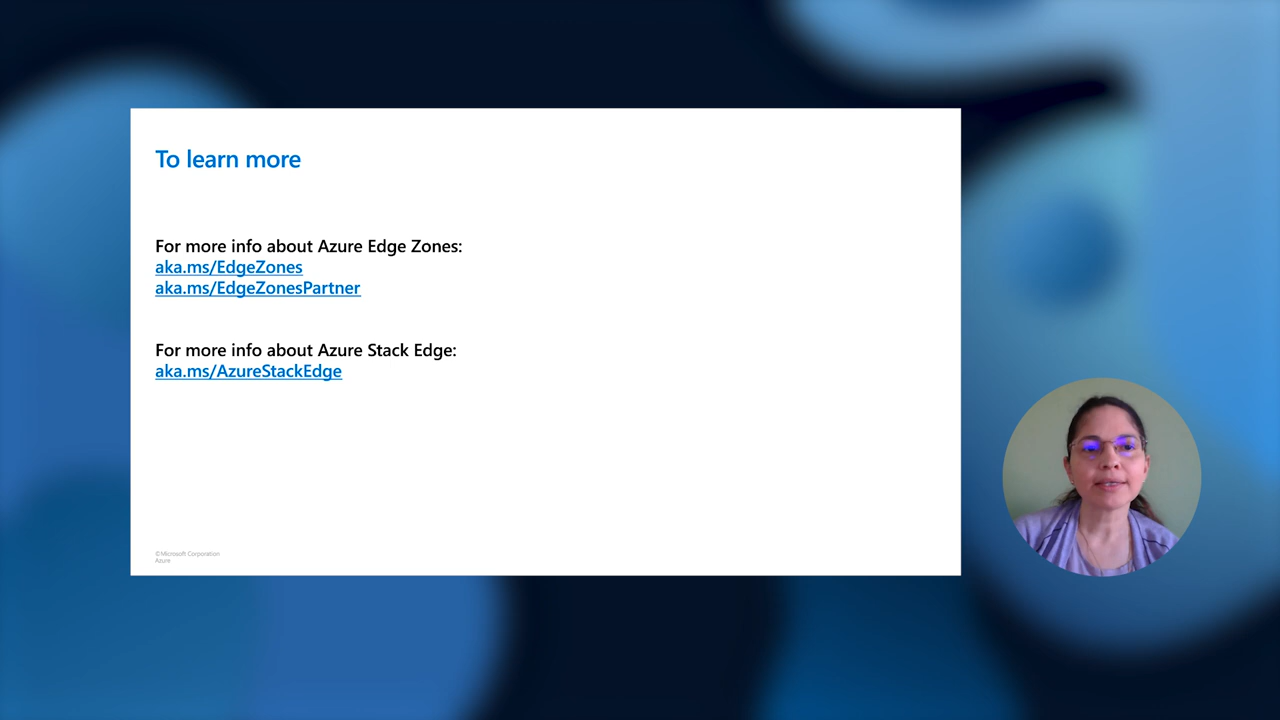 To learn more
For more info about Azure Edge Zones:
aka.ms/EdgeZones
aka.ms/EdgeZonesPartner
For more info about Azure Stack Edge:
aka.ms/AzureStackEdge
©Microsoft Corporation
Azure